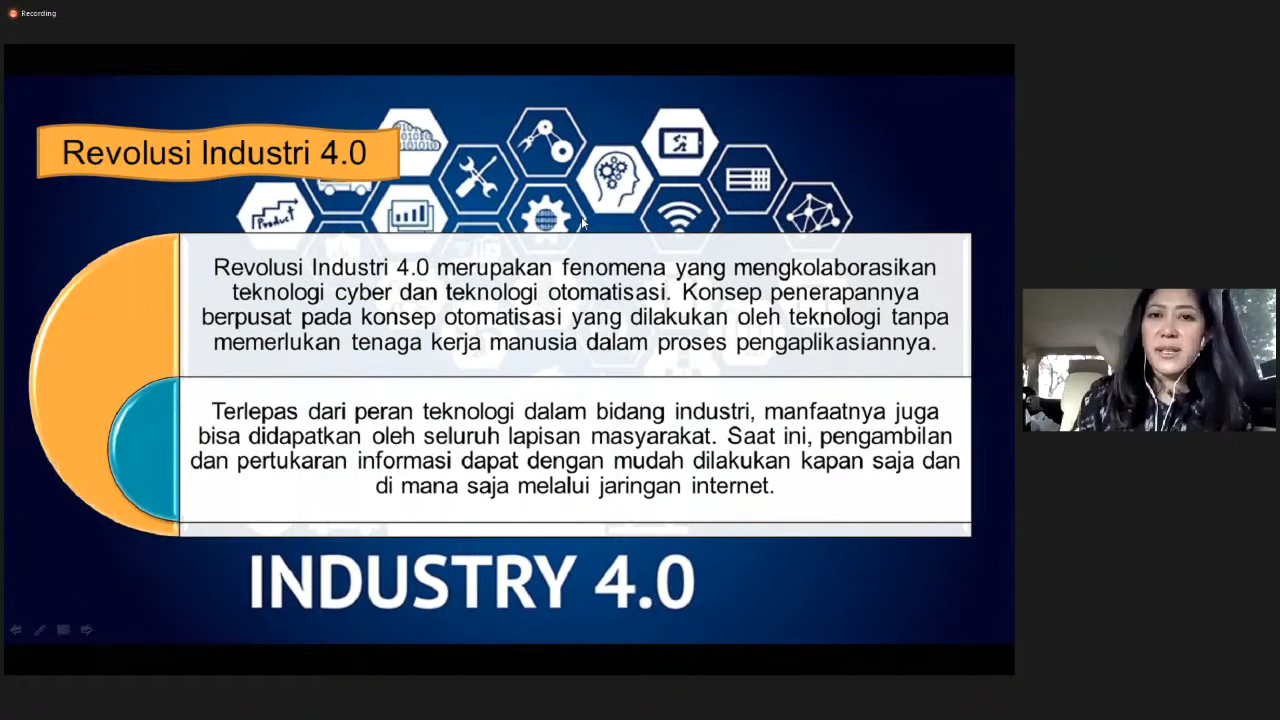 Recording
Revolusi Industri 4.0
Product
Revolusi Industri 4.0 merupakan fenomena yang mengkolaborasikan
teknologi cyber dan teknologi otomatisasi. Konsep penerapannya
berpusat pada konsep otomatisasi yang dilakukan oleh teknologi tanpa
memerlukan tenaga kerja manusia dalam proses pengaplikasiannya.
Terlepas dari peran teknologi dalam bidang industri, manfaatnya juga
bisa didapatkan oleh seluruh lapisan masyarakat. Saat ini, pengambilan
dan pertukaran informasi dapat dengan mudah dilakukan kapan saja dan
di mana saja melalui jaringan internet.
INDUSTRY 4.0